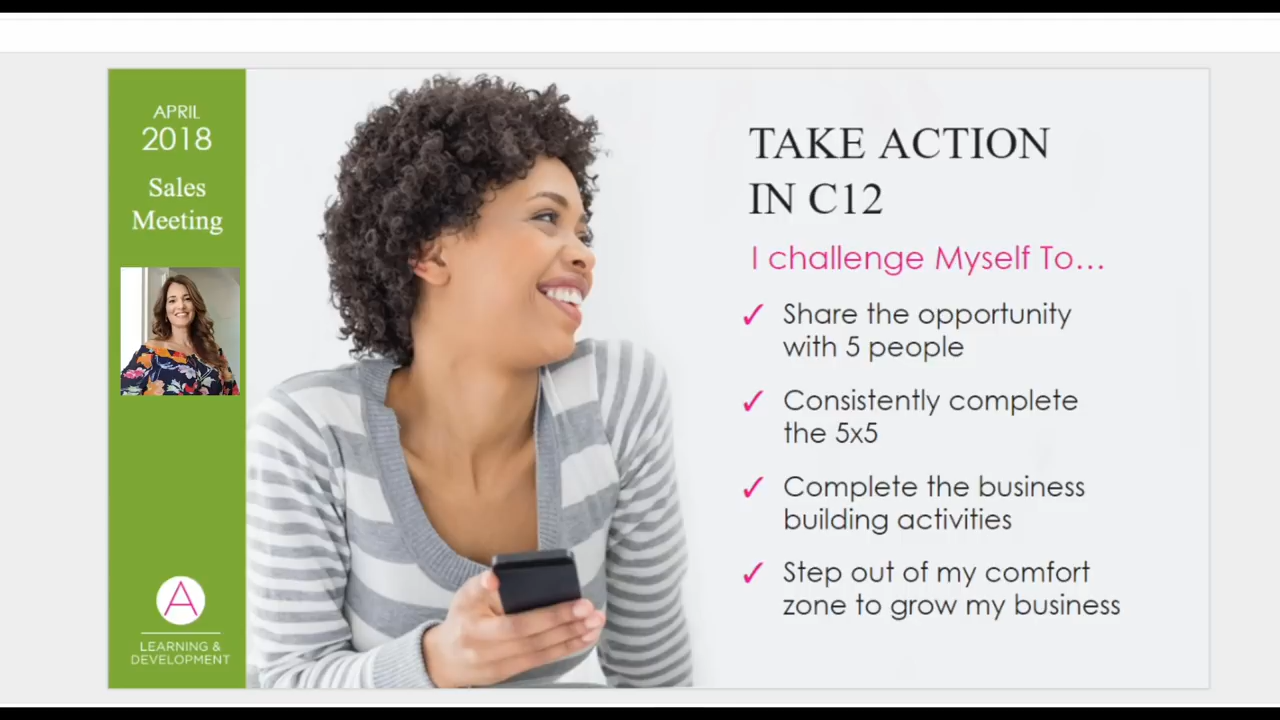 APRIL
2018
Sales
Meeting
A
LEARNING &
DEVELOPMENT
TAKE ACTION
IN C12
I challenge Myself To...
✓ Share the opportunity
with 5 people
✓ Consistently complete
the 5x5
✓ Complete the business
building activities
✓ Step out of my comfort
zone to grow my business